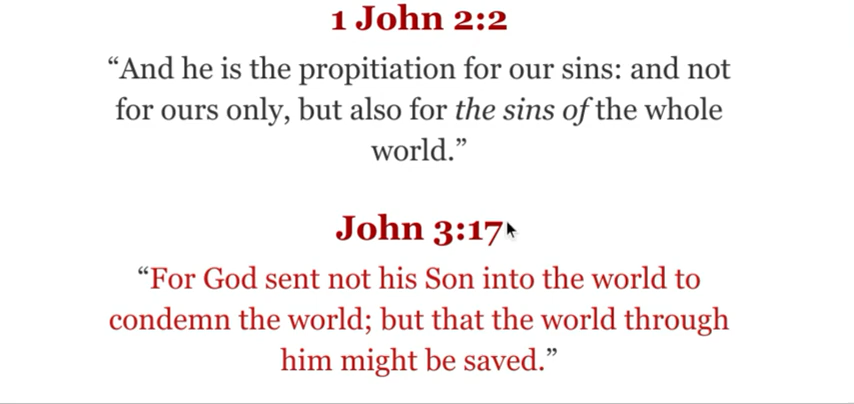 1 John 2:2
“And he is the propitiation for our sins: and not
for ours only, but also for the sins of the whole
world.”
John 3:17
“For God sent not his Son into the world to
condemn the world; but that the world through
him might be saved.”